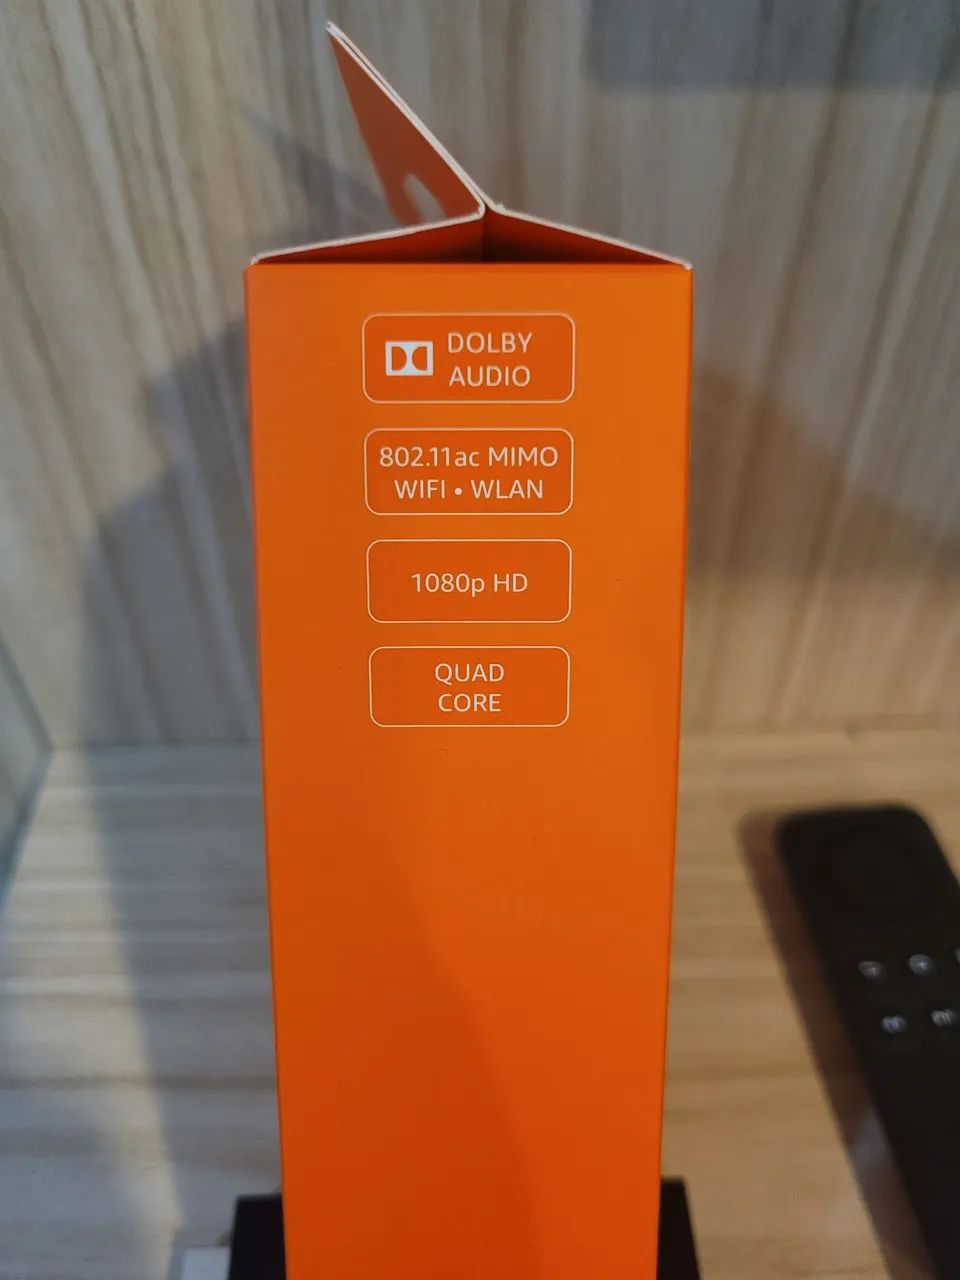 DOLBY
AUDIO
802.11ac MIMO
WIFI • WLAN
1080p HD
QUAD
CORE